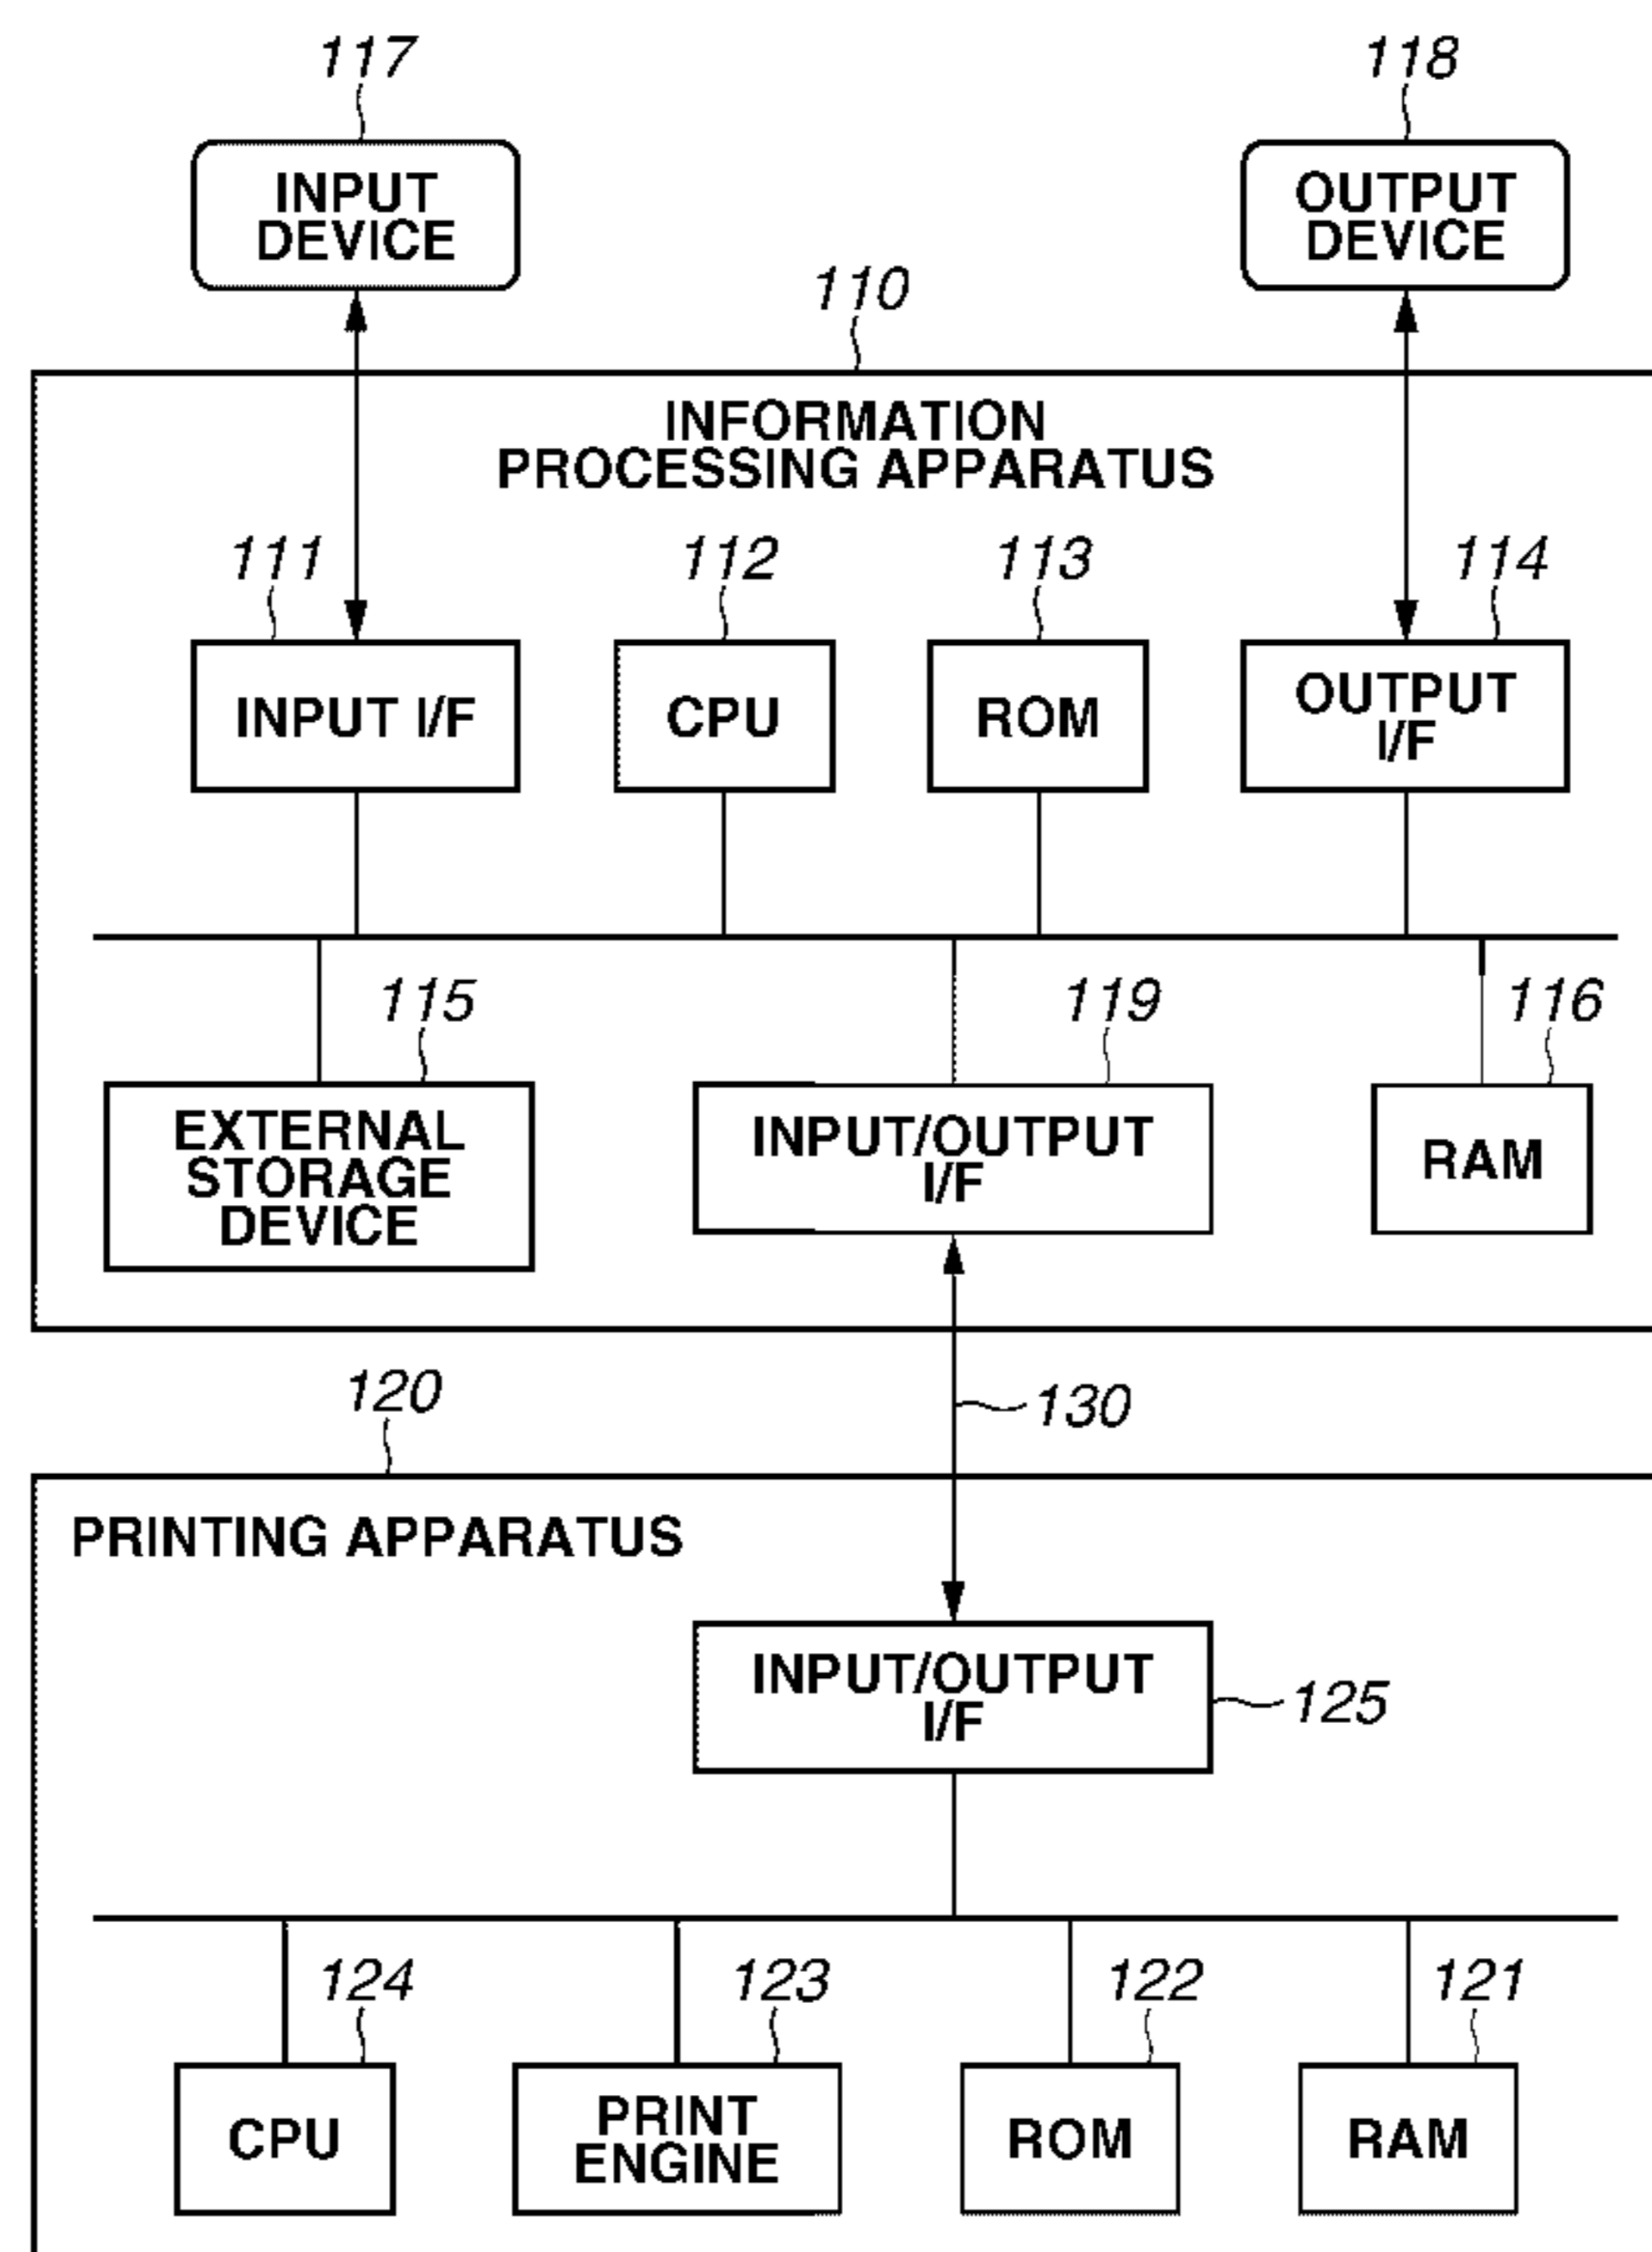 117
118
INPUT
DEVICE
OUTPUT
DEVICE
110
INFORMATION
PROCESSING APPARATUS
111
112
113
114
INPUT I/F
CPU
ROM
OUTPUT
I/F
115
119
116
EXTERNAL
STORAGE
DEVICE
INPUT/OUTPUT
I/F
RAM
120
130
PRINTING APPARATUS
INPUT/OUTPUT
I/F
125
124
123
122
121
CPU
PRINT
ENGINE
ROM
RAM